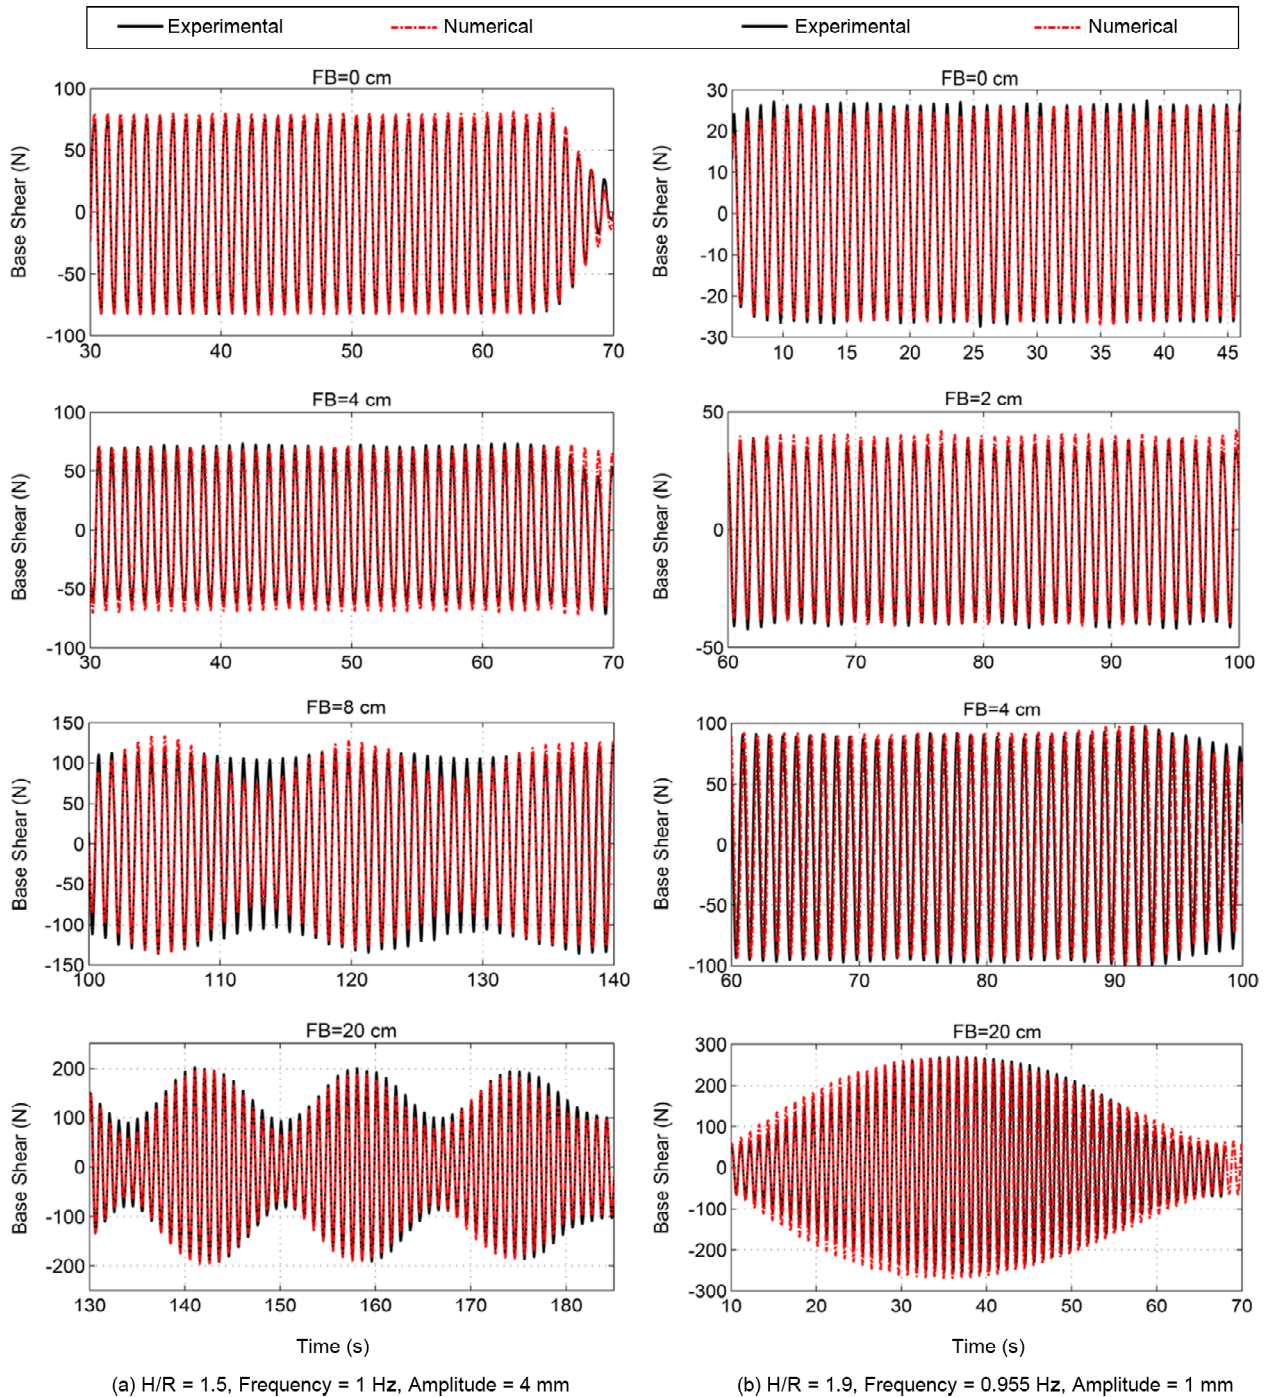 Experimental Numerical Experimental Numerical
FB=0 cm
100
50
0
-50
-100
30 40 50 60 70
Base Shear (N)
FB=0 cm
30
20
10
0
-10
-20
-30
10 15 20 25 30 35 40 45
Base Shear (N)
FB=4 cm
100
50
0
-50
-100
30 40 50 60 70
Base Shear (N)
FB=2 cm
50
0
-50
60 70 80 90 100
Base Shear (N)
FB=8 cm
150
100
50
0
-50
-100
-150
100 110 120 130 140
Base Shear (N)
FB=4 cm
100
50
0
-50
-100
60 70 80 90 100
Base Shear (N)
FB=20 cm
200
100
0
-100
-200
130 140 150 160 170 180
Base Shear (N)
Time (s)
(a) H/R = 1.5, Frequency = 1 Hz, Amplitude = 4 mm
FB=20 cm
300
200
100
0
-100
-200
-300
10 20 30 40 50 60 70
Base Shear (N)
Time (s)
(b) H/R = 1.9, Frequency = 0.955 Hz, Amplitude = 1 mm